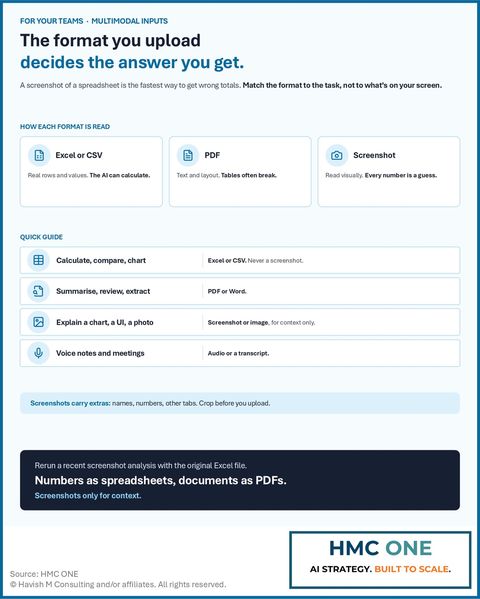 FOR YOUR TEAMS · MULTIMODAL INPUTS
The format you upload
decides the answer you get.
A screenshot of a spreadsheet is the fastest way to get wrong totals. Match the format to the task, not to what's on your screen.
HOW EACH FORMAT IS READ
Excel or CSV
Real rows and values. The AI can calculate.
PDF
Text and layout. Tables often break.
Screenshot
Read visually. Every number is a guess.
QUICK GUIDE
Calculate, compare, chart
Excel or CSV. Never a screenshot.
Summarise, review, extract
PDF or Word.
Explain a chart, a UI, a photo
Screenshot or image, for context only.
Voice notes and meetings
Audio or a transcript.
Screenshots carry extras: names, numbers, other tabs. Crop before you upload.
Rerun a recent screenshot analysis with the original Excel file.
Numbers as spreadsheets, documents as PDFs.
Screenshots only for context.
HMC ONE
AI STRATEGY. BUILT TO SCALE.
Source: HMC ONE
© Havish M Consulting and/or affiliates. All rights reserved.